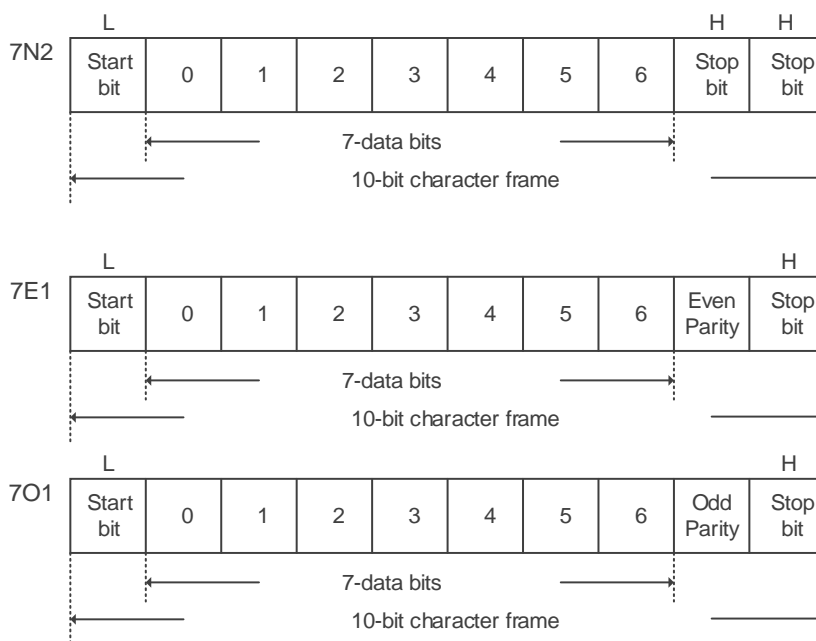 L H H
7N2 Start bit 0 1 2 3 4 5 6 Stop bit Stop bit
7-data bits
10-bit character frame
L H
7E1 Start bit 0 1 2 3 4 5 6 Even Parity Stop bit
7-data bits
10-bit character frame
L H
7O1 Start bit 0 1 2 3 4 5 6 Odd Parity Stop bit
7-data bits
10-bit character frame